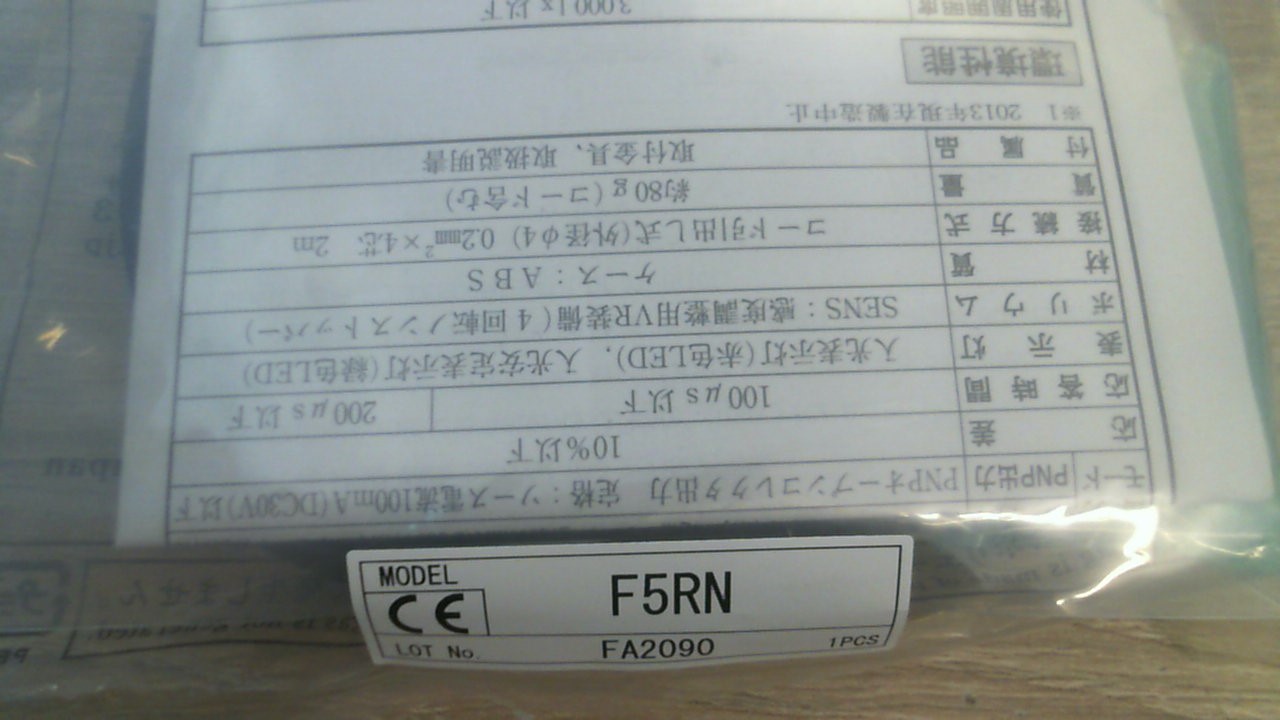 モード PNP出力 PNPオープンコレクタ出力 定格：ソース電流100mA(DC30V)以下
応差 10%以下
応答時間 100μs以下 200μs以下
表示灯 入光表示灯(赤色LED)、入光安定表示灯(緑色LED)
ボリウム SENS：感度調整用VR装備(4回転ノンストッパー)
材質 ケース：ABS
接続方式 コード引出し式(外径φ4) 0.2mm²×4芯 2m
質量 約80g(コード含む)
付属品 取付金具、取扱説明書
※1 2013年現在製造中止
環境性能
使用周囲照度 3000 lx以下
MODEL
F5RN
CE
LOT No.
FA2090
1PCS